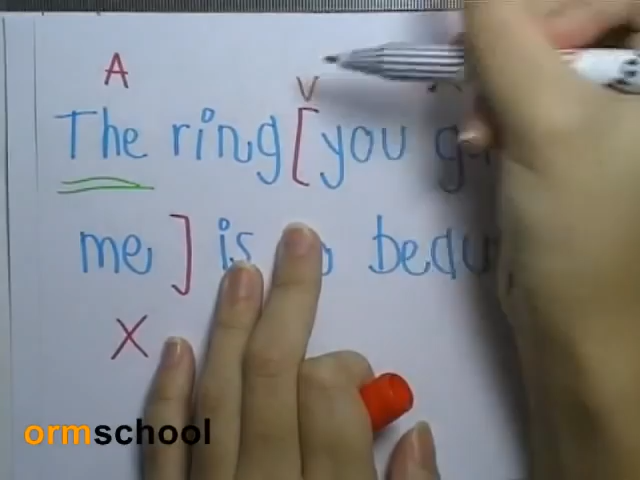 A
V
The ring [you
me] is
X
ormschool